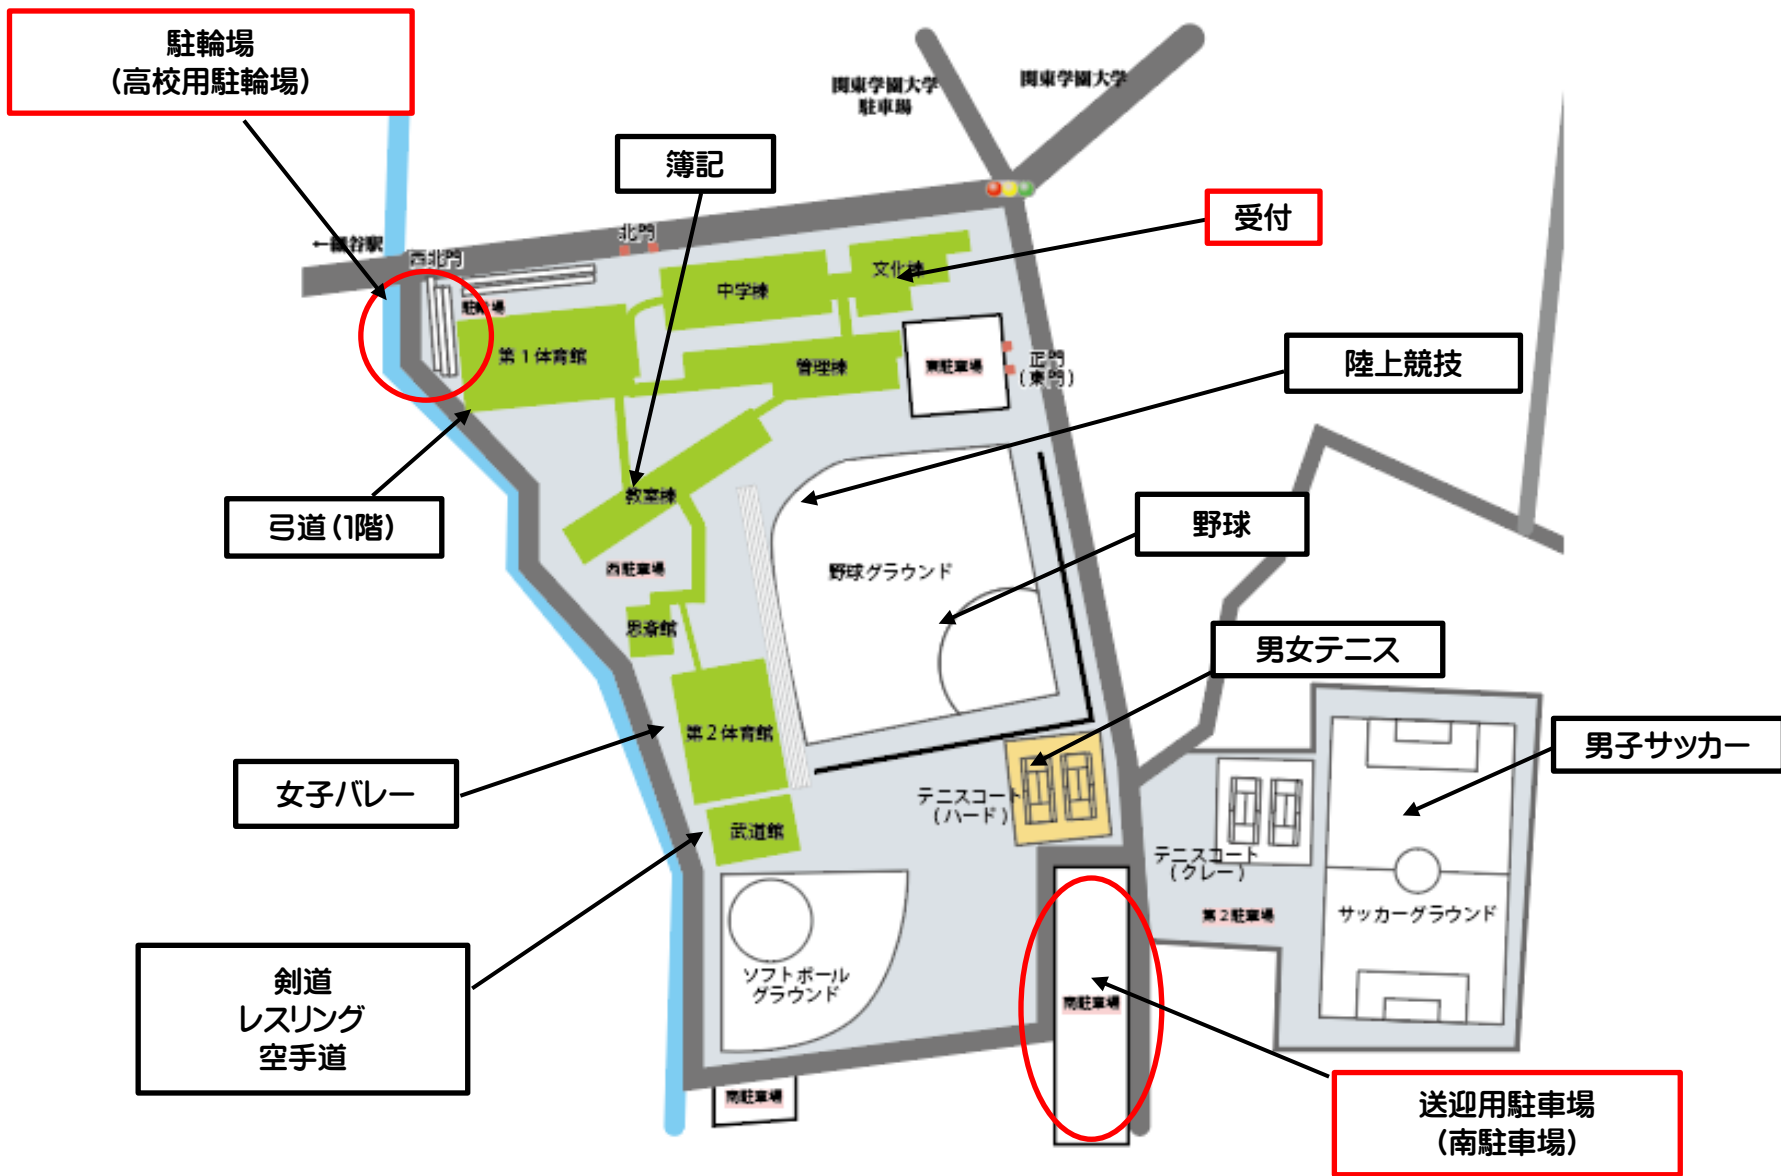 駐輪場
(高校用駐輪場)
関東学園大学
駐車場
関東学園大学
簿記
受付
←細谷駅
西北門
北門
駐輪場
中学棟
文化棟
第1体育館
管理棟
東駐車場
正門
(東門)
陸上競技
弓道(1階)
教室棟
野球
西駐車場
野球グラウンド
思斎館
男女テニス
第2体育館
男子サッカー
女子バレー
テニスコート
(ハード)
武道館
テニスコート
(クレー)
第2駐車場
サッカーグラウンド
剣道
レスリング
空手道
ソフトボール
グラウンド
南駐車場
南駐車場
送迎用駐車場
(南駐車場)